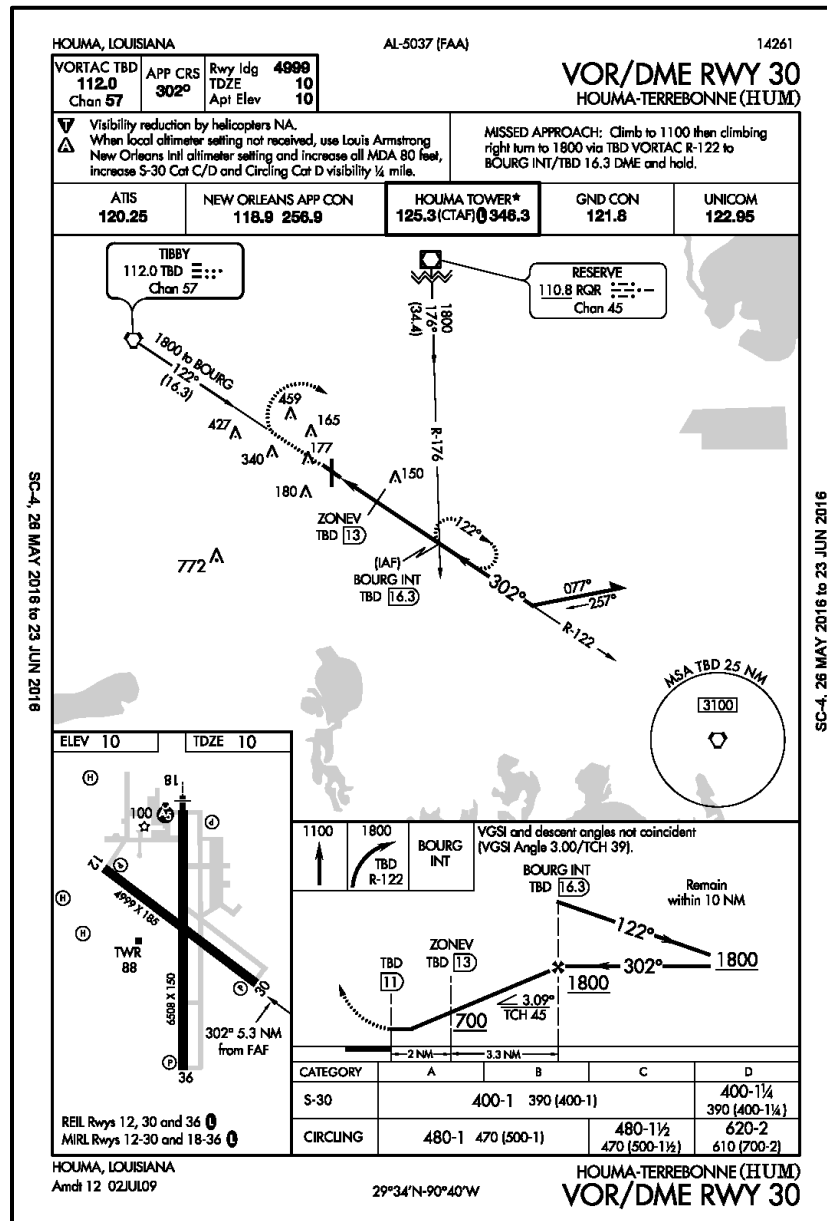 HOUMA, LOUISIANA
AL-5037 (FAA)
14261
VORTAC TBD
112.0
Chan 57
APP CRS
302°
Rwy ldg 4999
TDZE 10
Apt Elev 10
VOR/DME RWY 30
HOUMA-TERREBONNE (HUM)
T
A
Visibility reduction by helicopters NA.
When local altimeter setting not received, use Louis Armstrong
New Orleans Intl altimeter setting and increase all MDA 80 feet,
increase S-30 Cat C/D and Circling Cat D visibility ¼ mile.
MISSED APPROACH: Climb to 1100 then climbing
right turn to 1800 via TBD VORTAC R-122 to
BOURG INT/TBD 16.3 DME and hold.
ATIS
120.25
NEW ORLEANS APP CON
118.9 256.9
HOUMA TOWER*
125.3 (CTAF) L 346.3
GND CON
121.8
UNICOM
122.95
TIBBY
112.0 TBD
Chan 57
RESERVE
110.8 RQR
Chan 45
1800
176°
(34.4)
1800 to BOURG
122°
(16.3)
R-176
459
165
427
177
340
180
150
772
ZONEV
TBD 13
(IAF)
BOURG INT
TBD 16.3
122°
302°
077°
257°
R-122
MSA TBD 25 NM
3100
SC-4, 26 MAY 2016 to 23 JUN 2016
SC-4, 26 MAY 2016 to 23 JUN 2016
ELEV 10
TDZE 10
H
18
100
A5
P
12
P
H
4999 X 185
H
TWR
88
6508 X 150
P
30
302° 5.3 NM
from FAF
P
36
REIL Rwys 12, 30 and 36 L
MIRL Rwys 12-30 and 18-36 L
1100
1800
TBD
R-122
BOURG
INT
VGSI and descent angles not coincident
(VGSI Angle 3.00/TCH 39).
BOURG INT
TBD 16.3
Remain
within 10 NM
122°
ZONEV
TBD 13
TBD
11
302°
1800
1800
3.09°
TCH 45
700
2 NM
3.3 NM
CATEGORY A B C D
S-30 400-1 390 (400-1) 400-1¼ 390 (400-1¼)
CIRCLING 480-1 470 (500-1) 480-1½ 470 (500-1½) 620-2 610 (700-2)
HOUMA, LOUISIANA
Amdt 12 02JUL09
29°34'N-90°40'W
HOUMA-TERREBONNE (HUM)
VOR/DME RWY 30